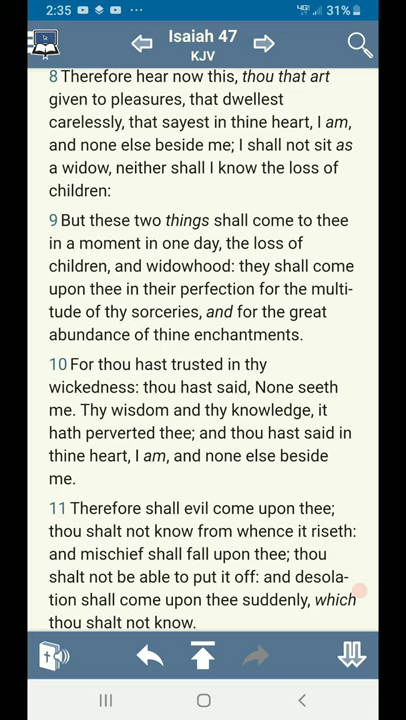 2:35 31%
Isaiah 47
KJV
8 Therefore hear now this, thou that art
given to pleasures, that dwellest
carelessly, that sayest in thine heart, I am,
and none else beside me; I shall not sit as
a widow, neither shall I know the loss of
children:
9 But these two things shall come to thee
in a moment in one day, the loss of
children, and widowhood: they shall come
upon thee in their perfection for the multi-
tude of thy sorceries, and for the great
abundance of thine enchantments.
10 For thou hast trusted in thy
wickedness: thou hast said, None seeth
me. Thy wisdom and thy knowledge, it
hath perverted thee; and thou hast said in
thine heart, I am, and none else beside
me.
11 Therefore shall evil come upon thee;
thou shalt not know from whence it riseth:
and mischief shall fall upon thee; thou
shalt not be able to put it off: and desola-
tion shall come upon thee suddenly, which
thou shalt not know.